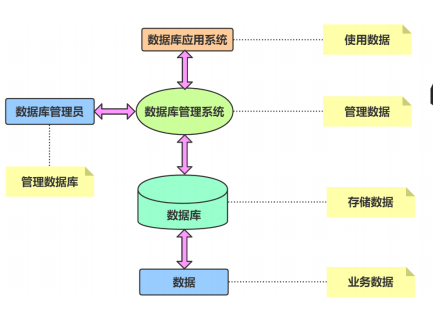 数据库应用系统
使用数据
数据库管理员
数据库管理系统
管理数据
管理数据库
数据库
存储数据
数据
业务数据